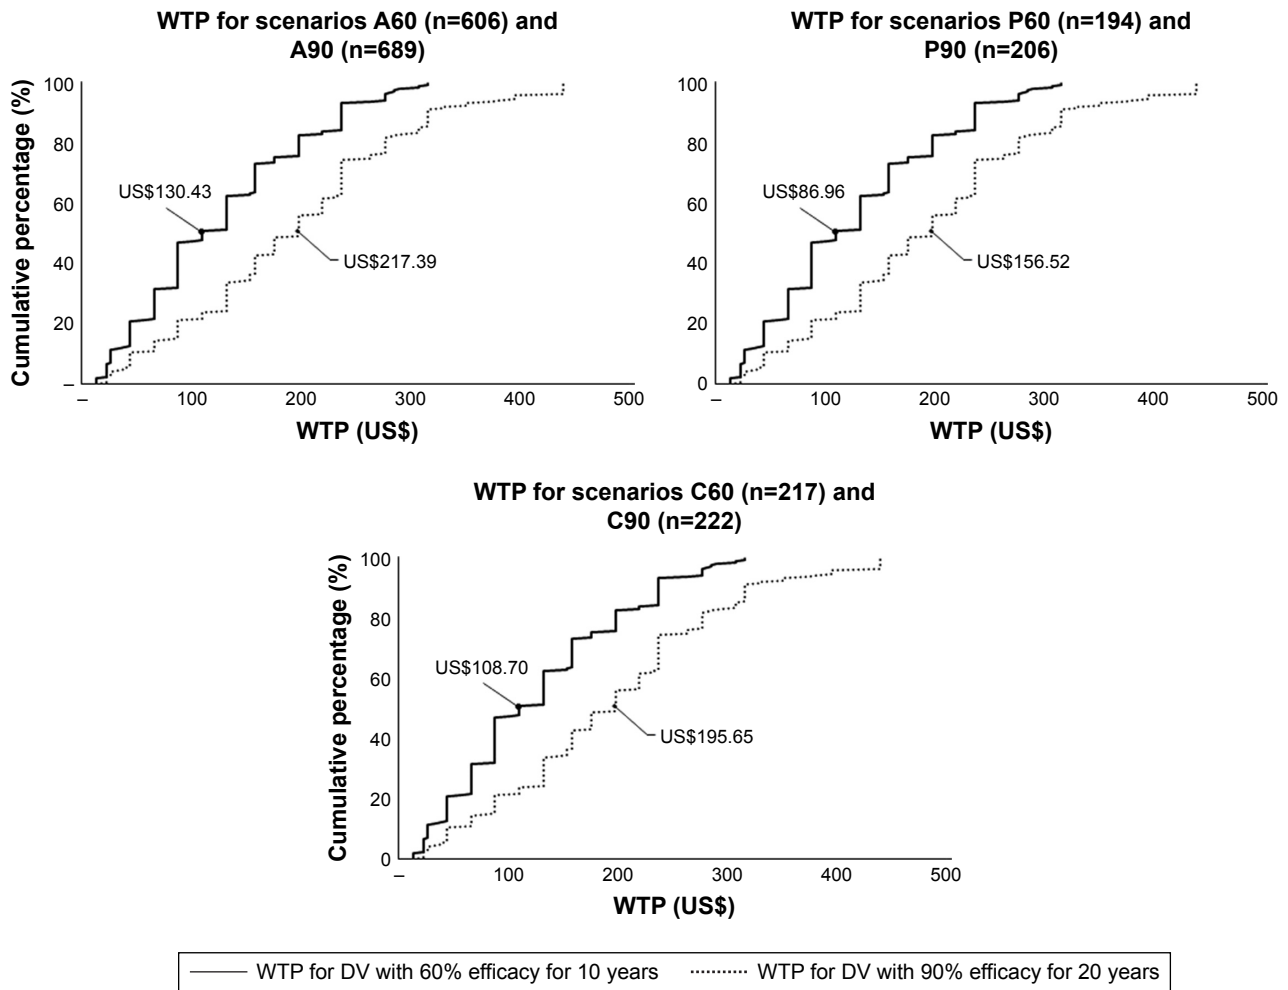 WTP for scenarios A60 (n=606) and
A90 (n=689)
Cumulative percentage (%)
100
80
60
40
20
–
US$130.43
US$217.39
–
100
200
300
400
500
WTP (US$)
WTP for scenarios P60 (n=194) and
P90 (n=206)
100
80
60
40
20
0
US$86.96
US$156.52
–
100
200
300
400
500
WTP (US$)
WTP for scenarios C60 (n=217) and
C90 (n=222)
Cumulative percentage (%)
100
80
60
40
20
0
US$108.70
US$195.65
–
100
200
300
400
500
WTP (US$)
WTP for DV with 60% efficacy for 10 years
WTP for DV with 90% efficacy for 20 years